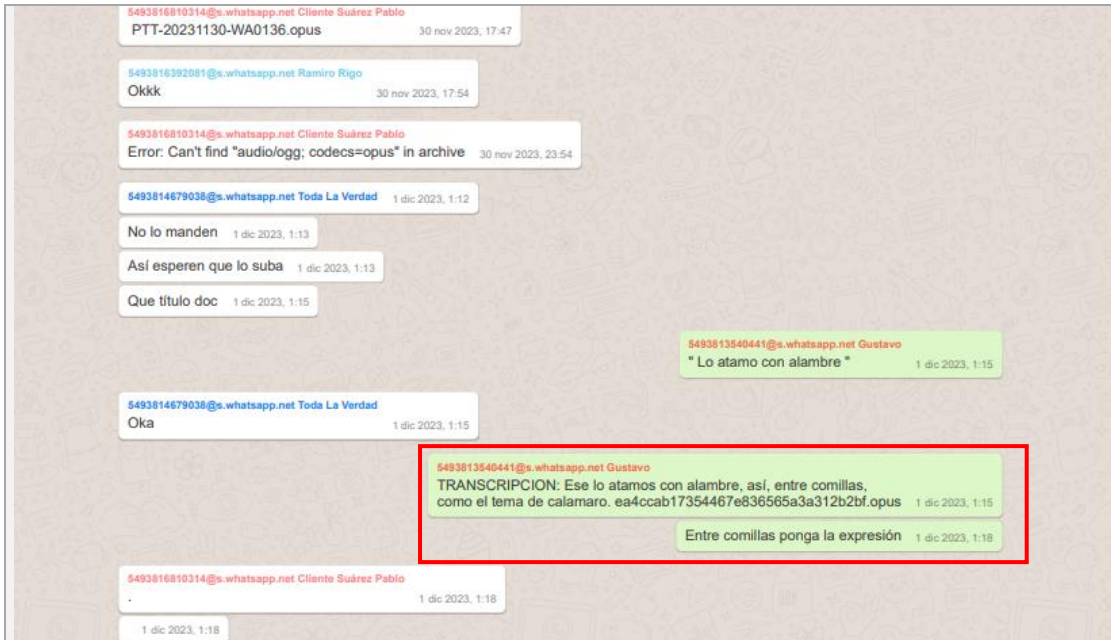 5493816810314@s.whatsapp.net Cliente Suárez Pablo
PTT-20231130-WA0136.opus 30 nov 2023, 17:47
5493816392081@s.whatsapp.net Ramiro Rigo
Okkk 30 nov 2023, 17:54
5493816810314@s.whatsapp.net Cliente Suárez Pablo
Error: Can't find "audio/ogg; codecs=opus" in archive 30 nov 2023, 23:54
5493814679038@s.whatsapp.net Toda La Verdad 1 dic 2023, 1:12
No lo manden 1 dic 2023, 1:13
Así esperen que lo suba 1 dic 2023, 1:13
Que título doc 1 dic 2023, 1:15
5493813540441@s.whatsapp.net Gustavo
" Lo atamo con alambre " 1 dic 2023, 1:15
5493814679038@s.whatsapp.net Toda La Verdad
Oka 1 dic 2023, 1:15
5493813540441@s.whatsapp.net Gustavo
TRANSCRIPCION: Ese lo atamos con alambre, así, entre comillas,
como el tema de calamaro. ea4ccab17354467e836565a3a312b2bf.opus 1 dic 2023, 1:15
Entre comillas ponga la expresión 1 dic 2023, 1:18
5493816810314@s.whatsapp.net Cliente Suárez Pablo
. 1 dic 2023, 1:18
1 dic 2023, 1:18